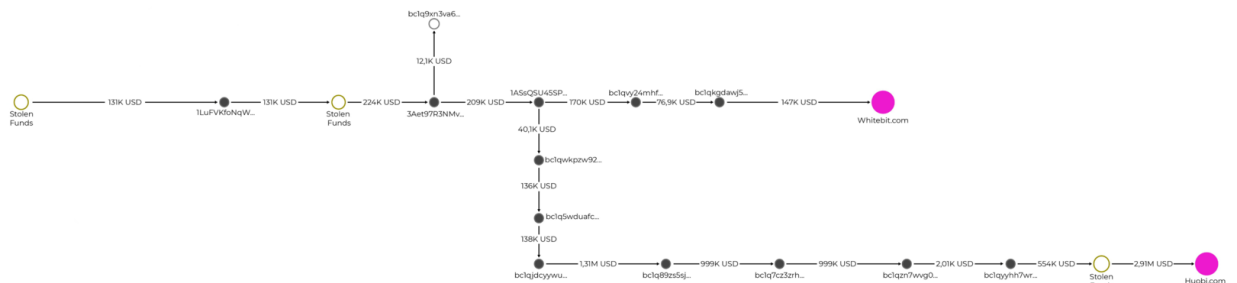 bc1q9xn3va6...
12,1K USD
1ASsQSU45SP...
bc1qvy24mhf...
bc1qkgdawj5...
131K USD
131K USD
224K USD
209K USD
170K USD
76,9K USD
147K USD
Stolen
Funds
1LuFVKfoNqW...
Stolen
Funds
3Aet97R3NMv...
Whitebit.com
40,1K USD
bc1qwkpzw92...
136K USD
bc1q5wduafc...
138K USD
1,31M USD
999K USD
999K USD
2,01K USD
554K USD
2,91M USD
bc1qjdcyywu...
bc1q89zs5sj...
bc1q7cz3zrh...
bc1qzn7wvg0...
bc1qyyhh7wr...
Stolen
Huobi.com